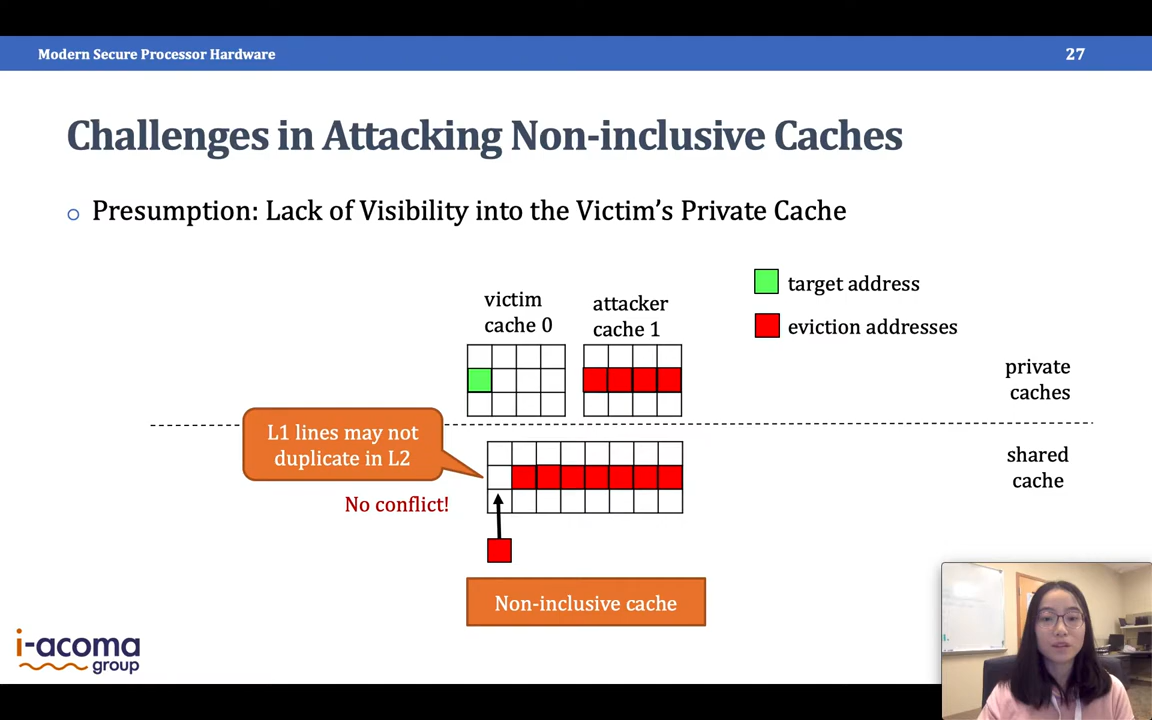 Modern Secure Processor Hardware
27
Challenges in Attacking Non-inclusive Caches
Presumption: Lack of Visibility into the Victim's Private Cache
target address
eviction addresses
victim
cache 0
attacker
cache 1
private
caches
L1 lines may not
duplicate in L2
No conflict!
shared
cache
Non-inclusive cache
i-acoma
group